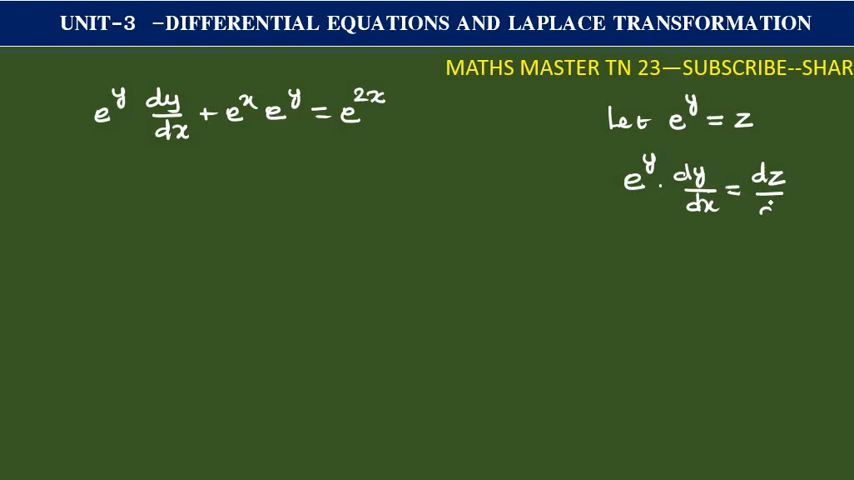 UNIT-3 –DIFFERENTIAL EQUATIONS AND LAPLACE TRANSFORMATION
MATHS MASTER TN 23—SUBSCRIBE--SHAR
e^y dy/dx + e^x e^y = e^2x
Let e^y = z
e^y . dy/dx = dz/